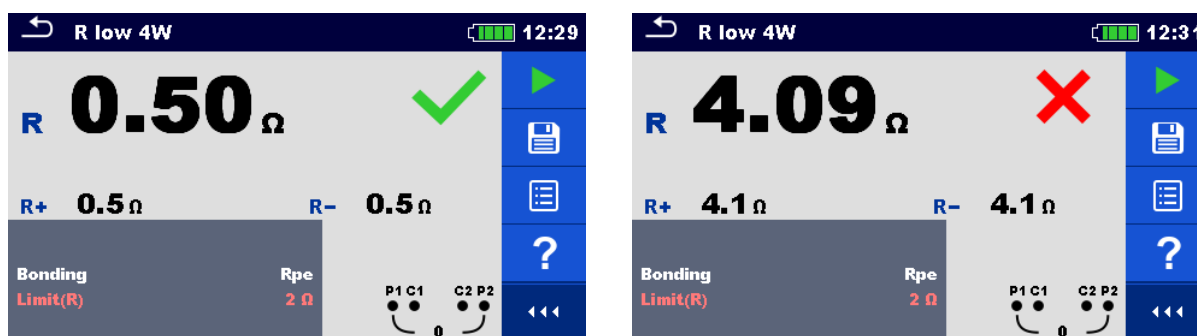 R low 4W 12:29
R 0.50 Ω
R+ 0.5 Ω R– 0.5 Ω
Bonding Rpe
Limit(R) 2 Ω
P1 C1 C2 P2
0
?
R low 4W 12:31
R 4.09 Ω
R+ 4.1 Ω R– 4.1 Ω
Bonding Rpe
Limit(R) 2 Ω
P1 C1 C2 P2
0
?